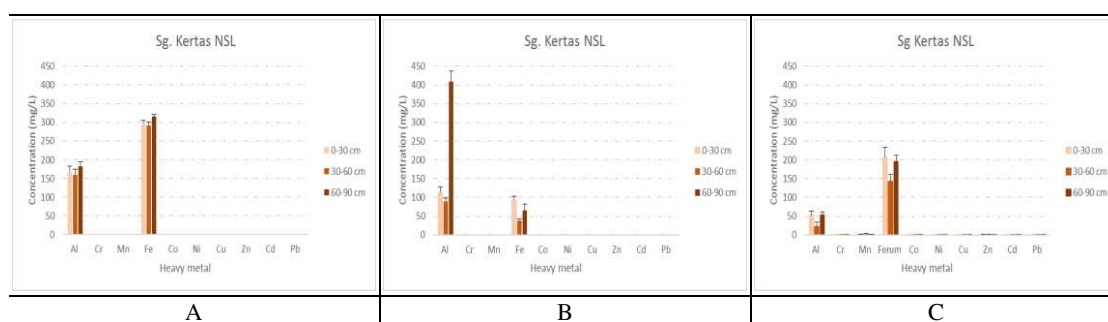 Sg. Kertas NSL
Concentration (mg/L)
450
400
350
300
250
200
150
100
50
0
Al Cr Mn Fe Co Ni Cu Zn Cd Pb
Heavy metal
0-30 cm
30-60 cm
60-90 cm
A
Sg. Kertas NSL
Concentration (mg/L)
450
400
350
300
250
200
150
100
50
0
Al Cr Mn Fe Co Ni Cu Zn Cd Pb
Heavy metal
0-30 cm
30-60 cm
60-90 cm
B
Sg Kertas NSL
Concentration (mg/L)
450
400
350
300
250
200
150
100
50
0
Al Cr Mn Ferum Co Ni Cu Zn Cd Pb
Heavy metal
0-30 cm
30-60 cm
60-90 cm
C